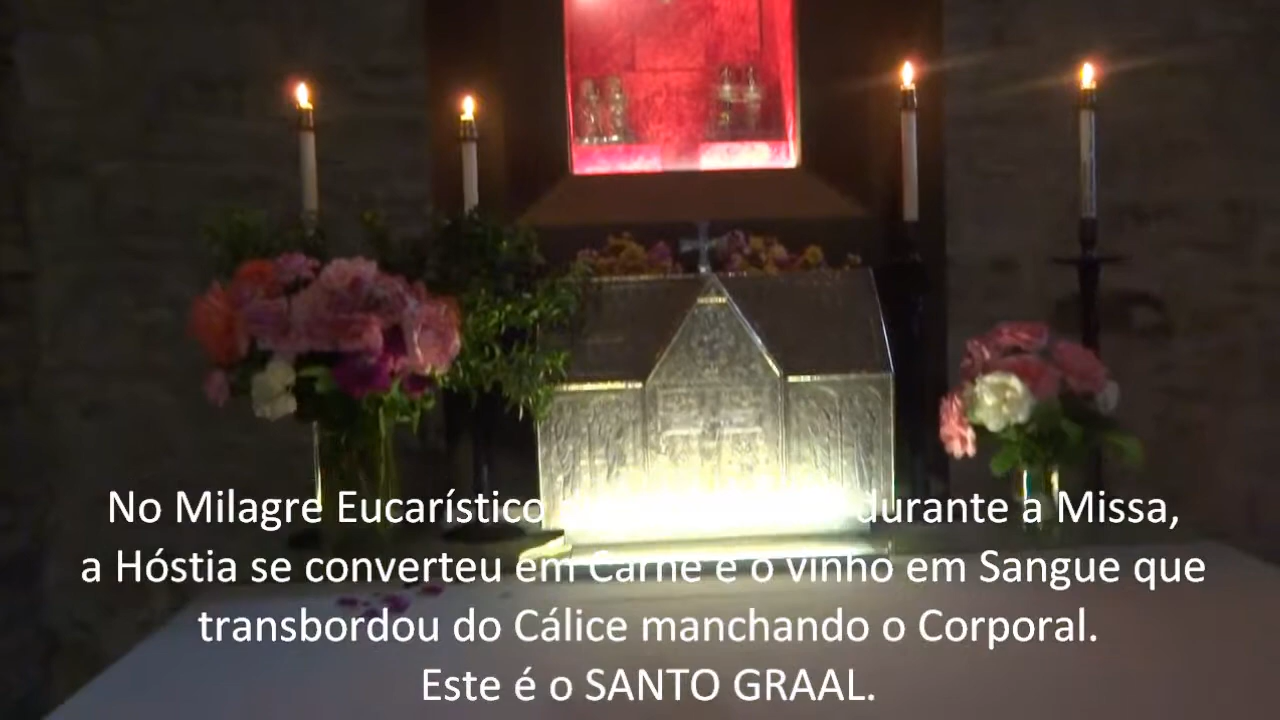 No Milagre Eucarístico durante a Missa,
a Hóstia se converteu em Carne e o vinho em Sangue que
transbordou do Cálice manchando o Corporal.
Este é o SANTO GRAAL.